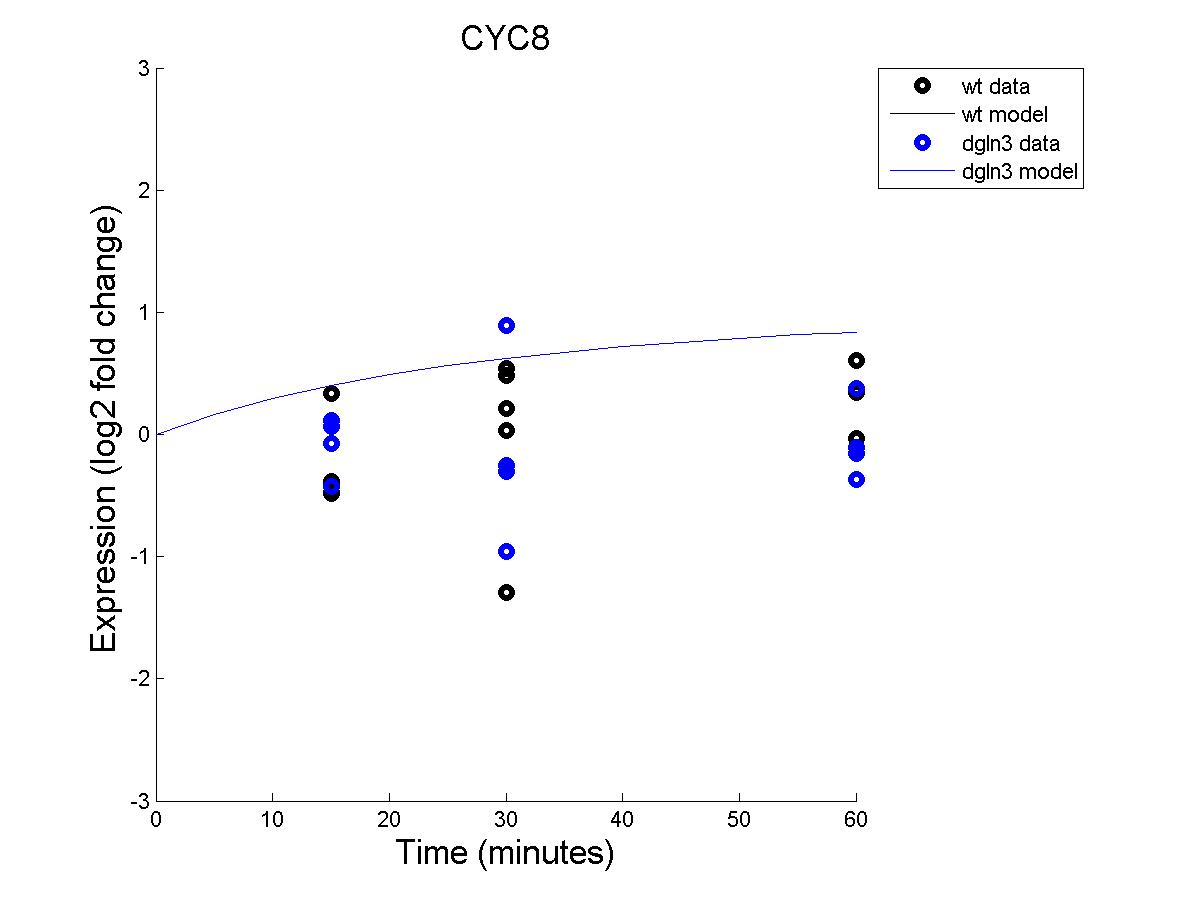 CYC8
wt data
wt model
dgln3 data
dgln3 model
3
2
1
0
-1
-2
-3
Expression (log2 fold change)
0 10 20 30 40 50 60
Time (minutes)